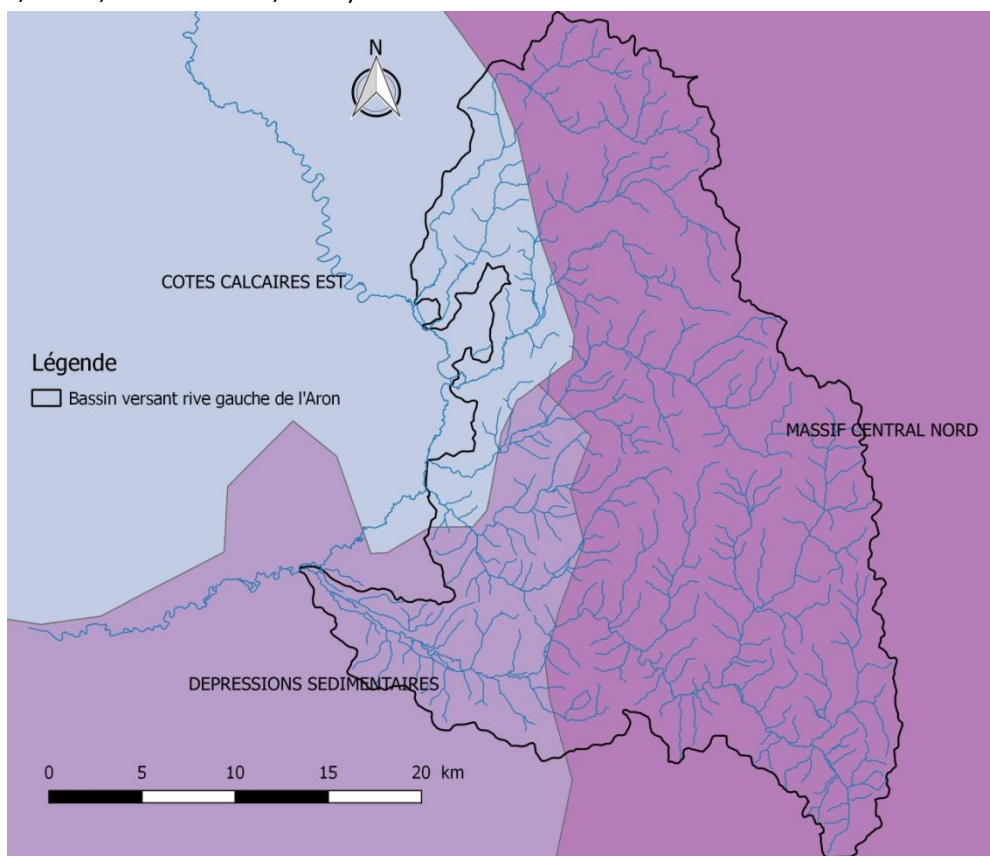 N
COTES CALCAIRES EST
Légende
Bassin versant rive gauche de l'Aron
MASSIF CENTRAL NORD
DEPRESSIONS SEDIMENTAIRES
0 5 10 15 20 km